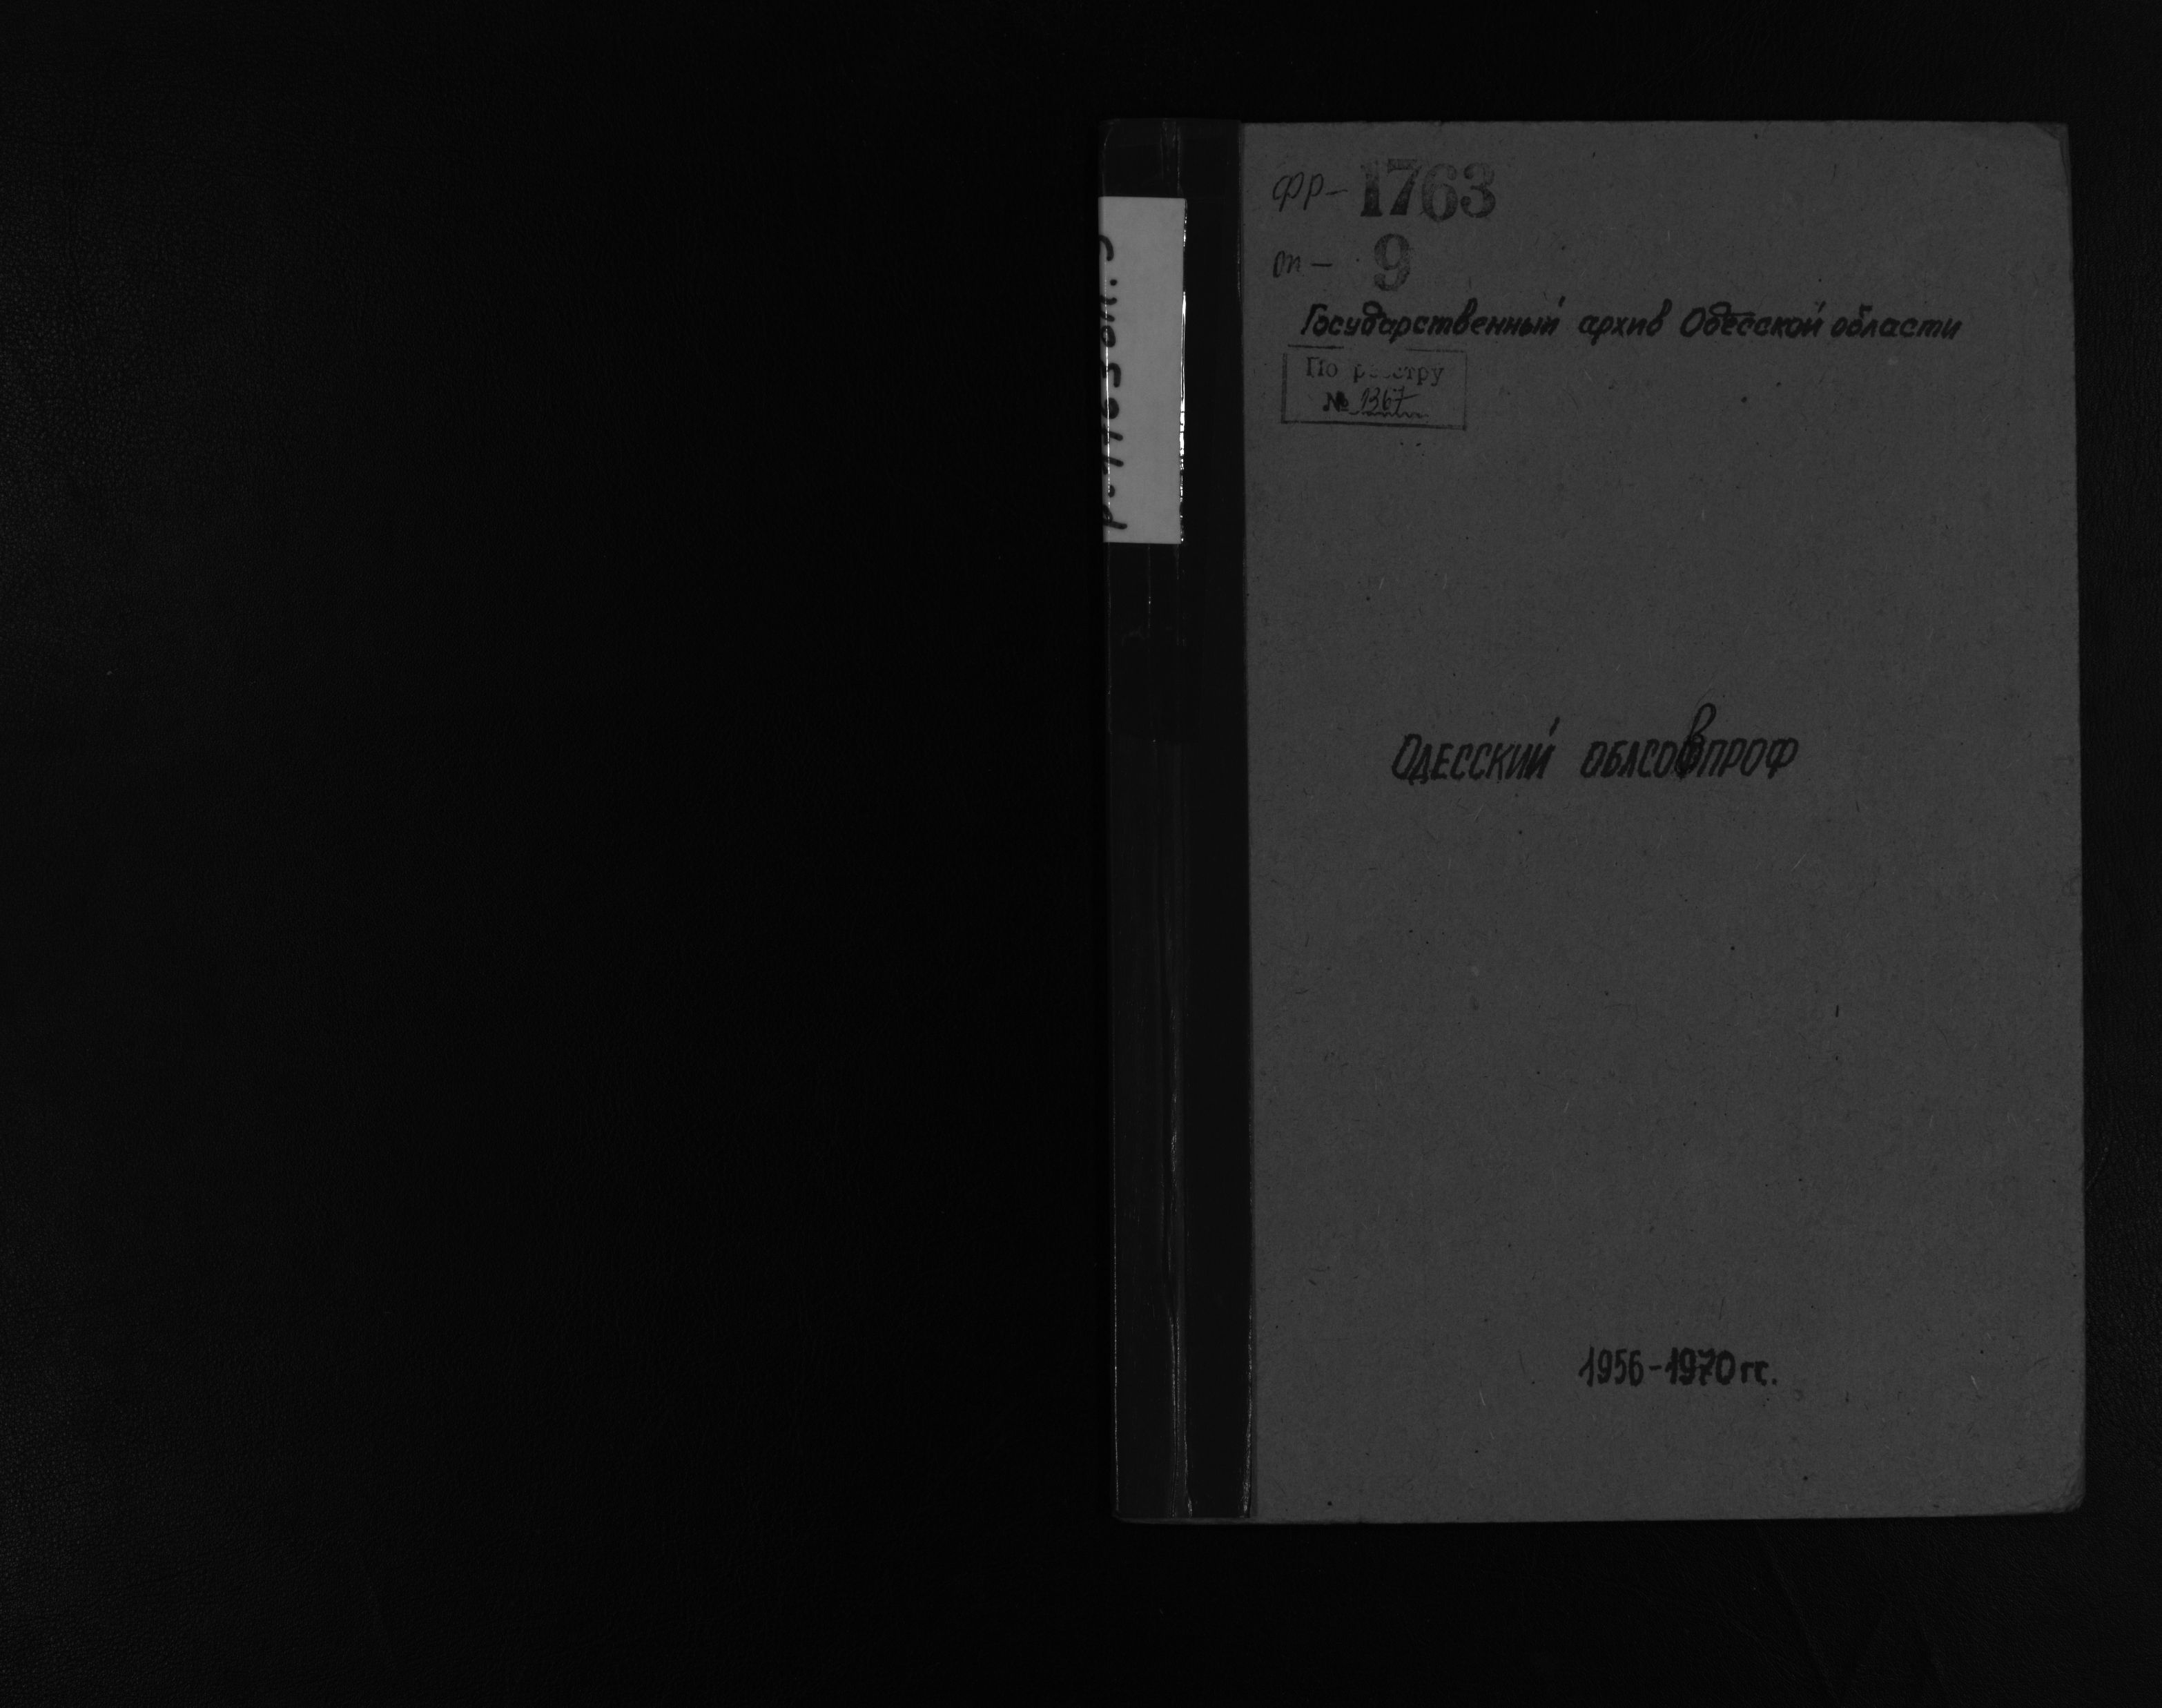 фр- 1763
оп- 9
Государственный архив Одесской области
По реестру
№ 1367
ОДЕССКИЙ ОБЛСОВПРОФ
1956-1970 гг.